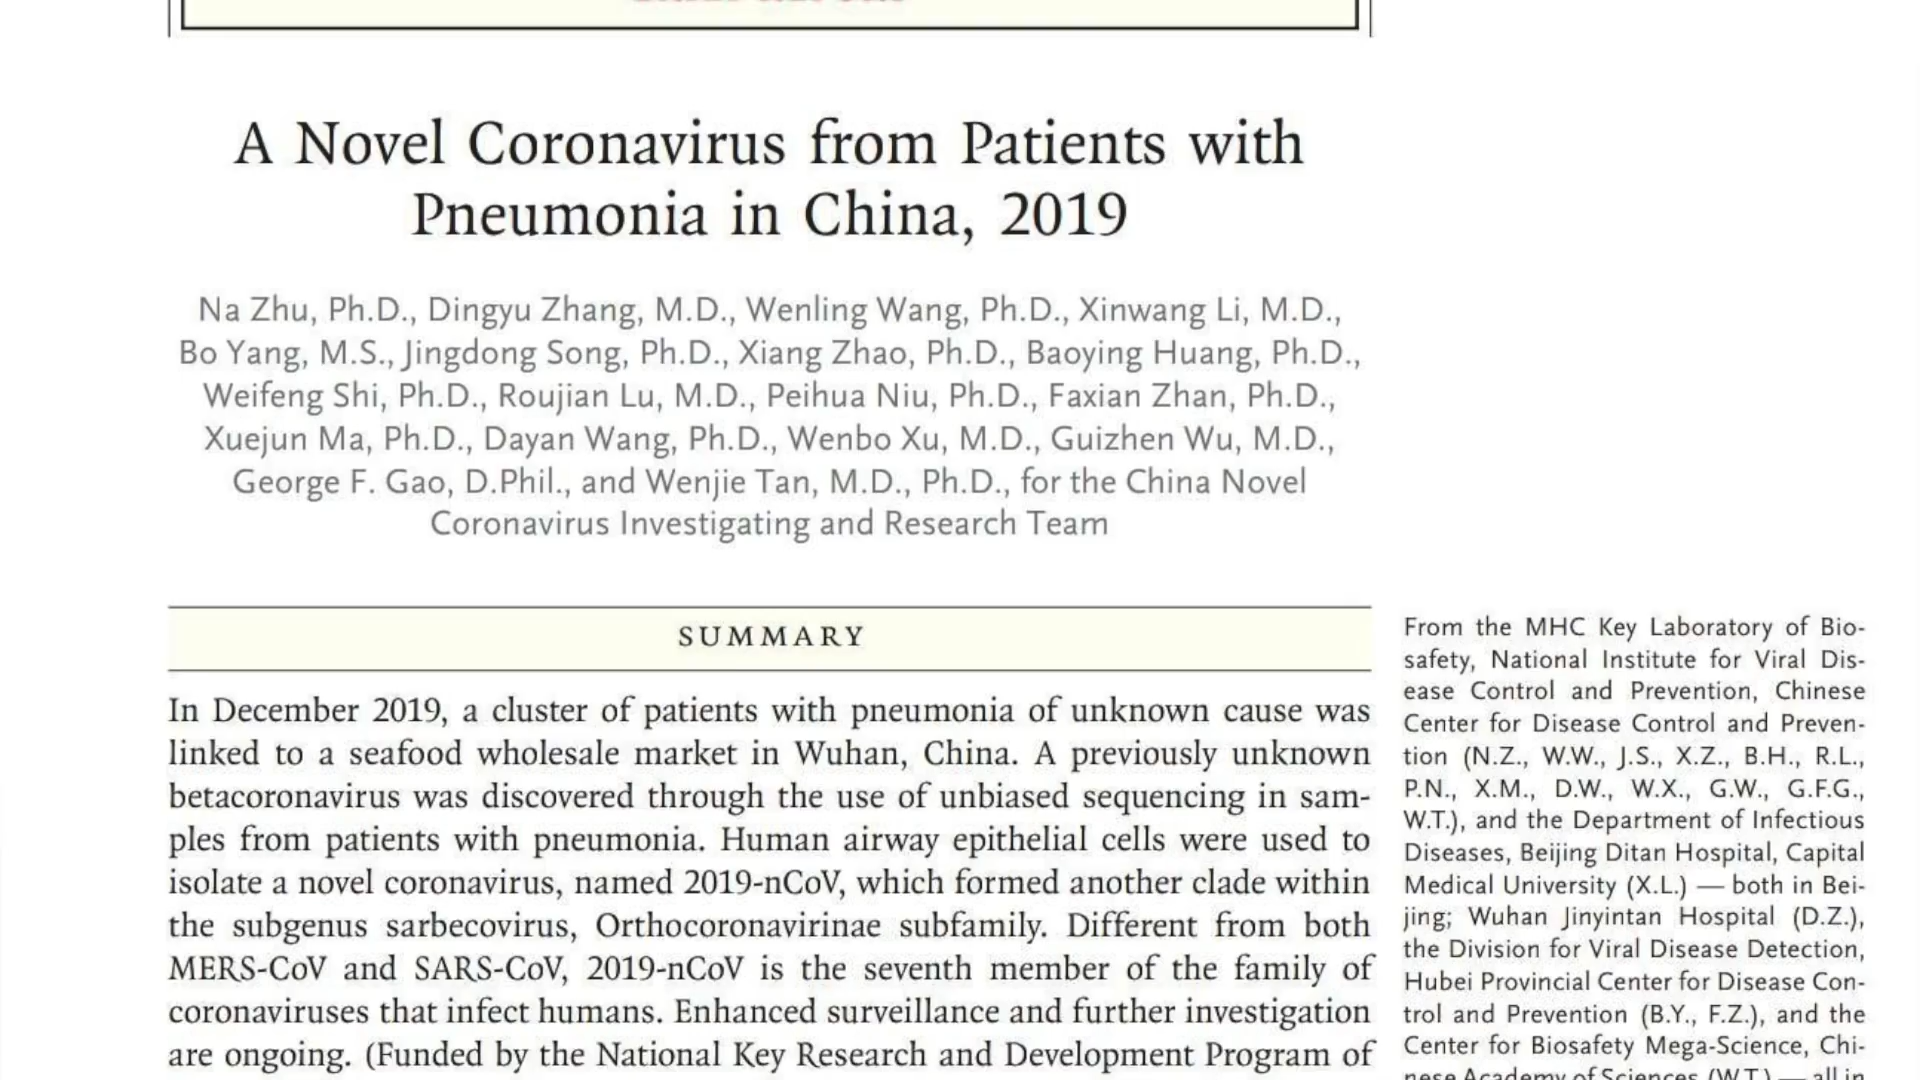 A Novel Coronavirus from Patients with
Pneumonia in China, 2019
Na Zhu, Ph.D., Dingyu Zhang, M.D., Wenling Wang, Ph.D., Xinwang Li, M.D.,
Bo Yang, M.S., Jingdong Song, Ph.D., Xiang Zhao, Ph.D., Baoying Huang, Ph.D.,
Weifeng Shi, Ph.D., Roujian Lu, M.D., Peihua Niu, Ph.D., Faxian Zhan, Ph.D.,
Xuejun Ma, Ph.D., Dayan Wang, Ph.D., Wenbo Xu, M.D., Guizhen Wu, M.D.,
George F. Gao, D.Phil., and Wenjie Tan, M.D., Ph.D., for the China Novel
Coronavirus Investigating and Research Team
SUMMARY
In December 2019, a cluster of patients with pneumonia of unknown cause was
linked to a seafood wholesale market in Wuhan, China. A previously unknown
betacoronavirus was discovered through the use of unbiased sequencing in sam-
ples from patients with pneumonia. Human airway epithelial cells were used to
isolate a novel coronavirus, named 2019-nCoV, which formed another clade within
the subgenus sarbecovirus, Orthocoronavirinae subfamily. Different from both
MERS-CoV and SARS-CoV, 2019-nCoV is the seventh member of the family of
coronaviruses that infect humans. Enhanced surveillance and further investigation
are ongoing. (Funded by the National Key Research and Development Program of
From the MHC Key Laboratory of Bio-
safety, National Institute for Viral Dis-
ease Control and Prevention, Chinese
Center for Disease Control and Preven-
tion (N.Z., W.W., J.S., X.Z., B.H., R.L.,
P.N., X.M., D.W., W.X., G.W., G.F.G.,
W.T.), and the Department of Infectious
Diseases, Beijing Ditan Hospital, Capital
Medical University (X.L.) — both in Bei-
jing; Wuhan Jinyintan Hospital (D.Z.),
the Division for Viral Disease Detection,
Hubei Provincial Center for Disease Con-
trol and Prevention (B.Y., F.Z.), and the
Center for Biosafety Mega-Science, Chi-
nese Academy of Sciences (W.T.) — all in